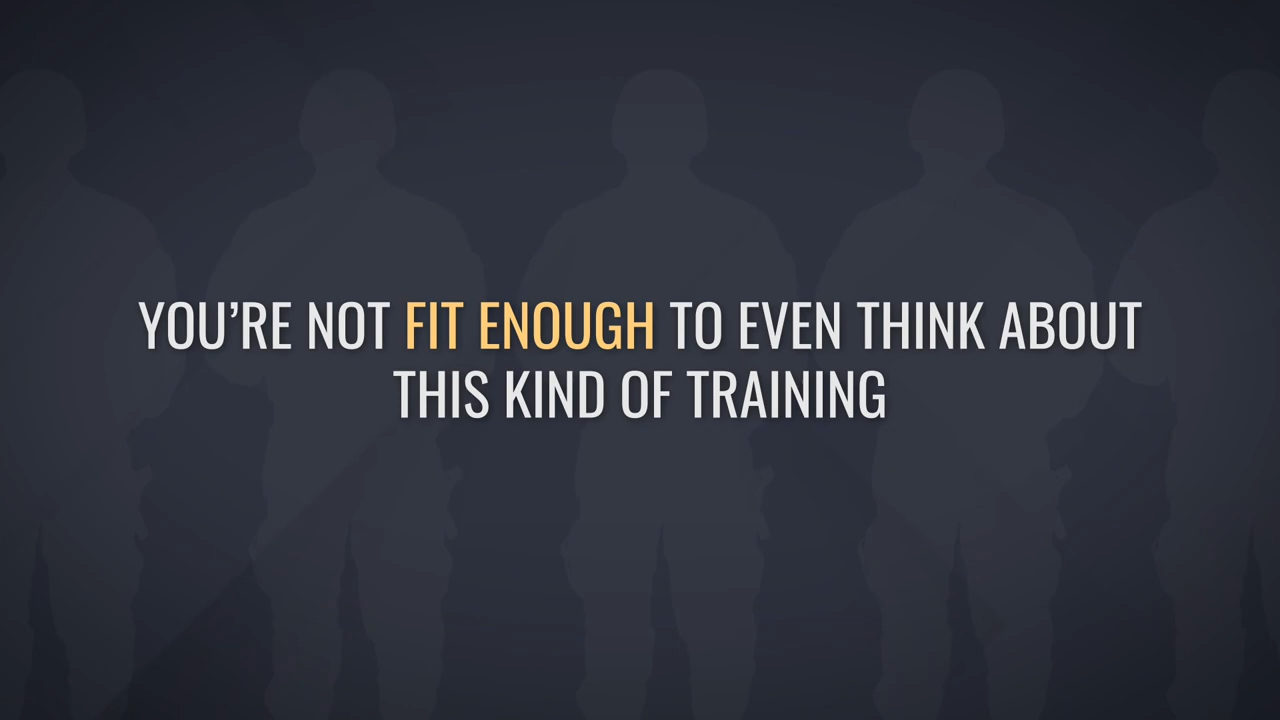 YOU’RE NOT FIT ENOUGH TO EVEN THINK ABOUT
THIS KIND OF TRAINING